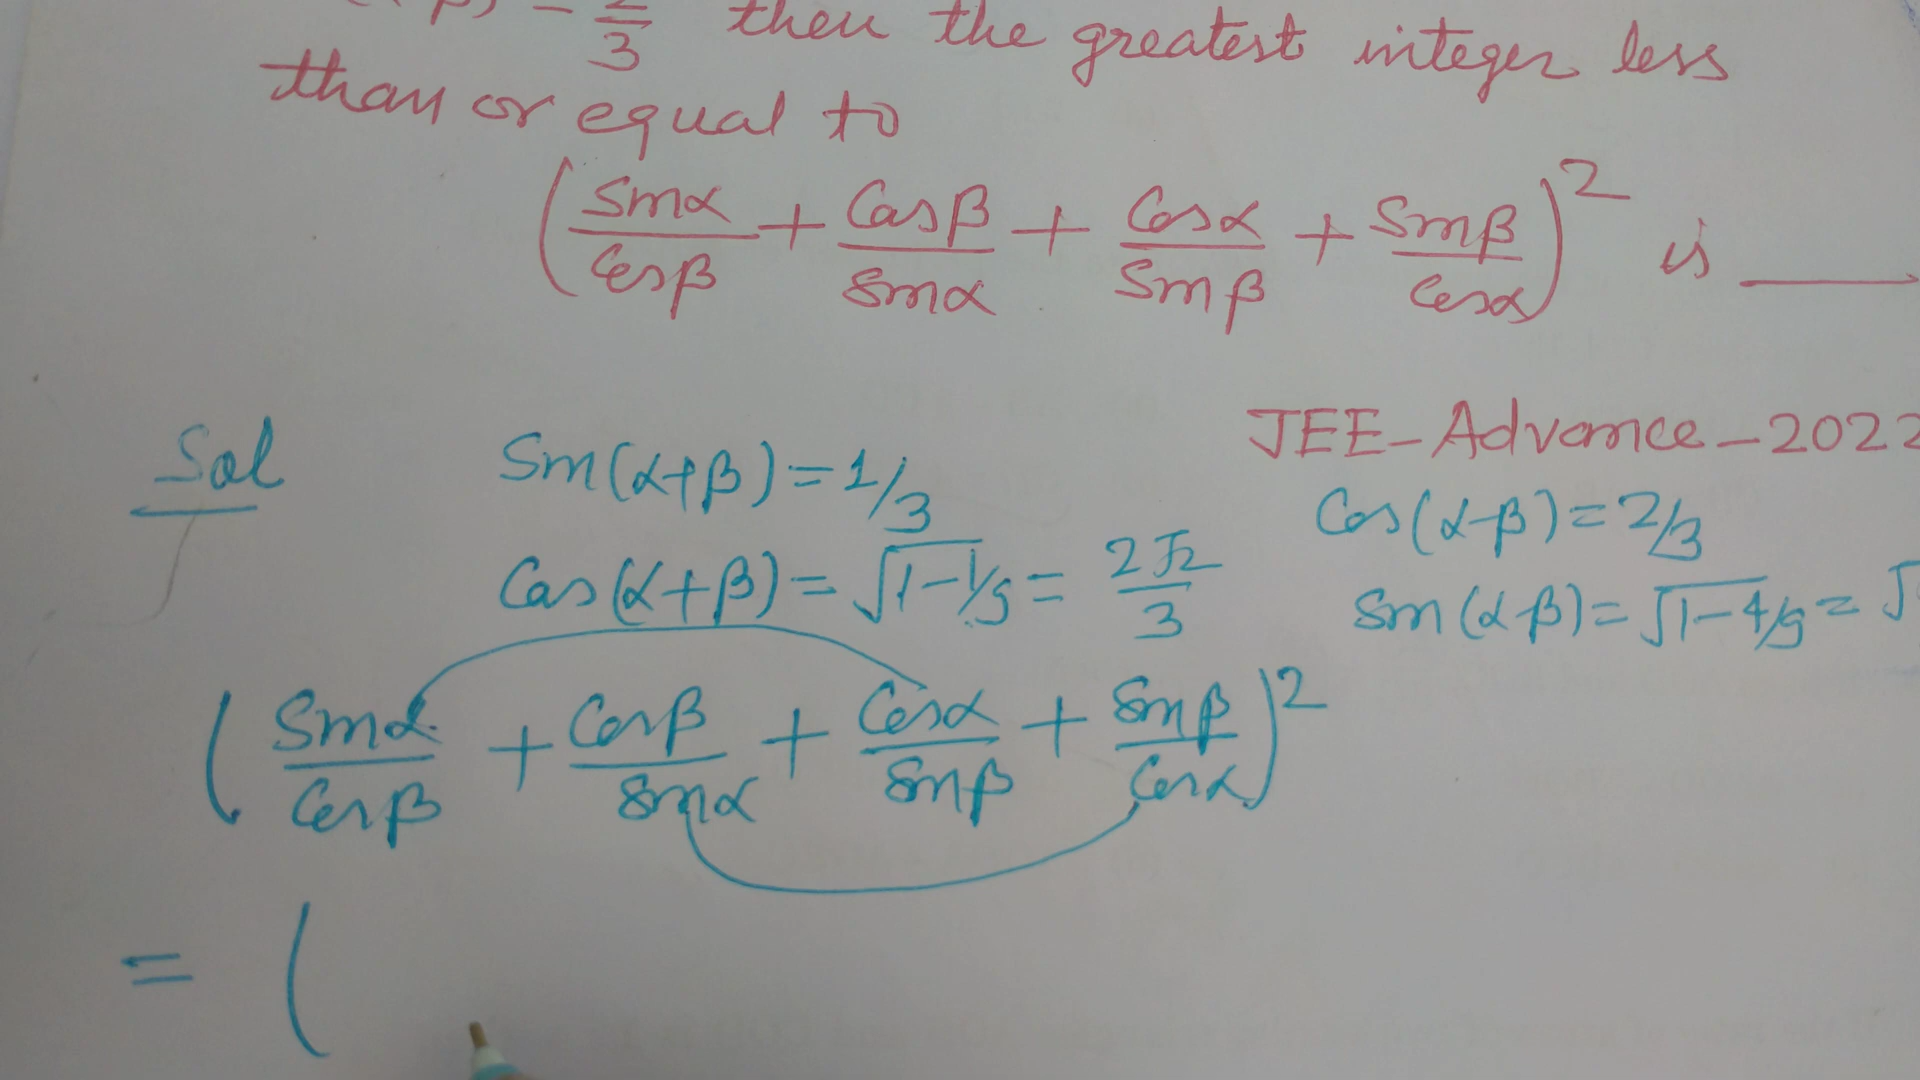 β) = 2/3 then the greatest integer less
than or equal to
(Sinα/Cosβ + Cosβ/Sinα + Cosα/Sinβ + Sinβ/Cosα)² is ____
JEE-Advance-2022
Sol Sin(α+β) = 1/3 Cos(α-β) = 2/3
Cos(α+β) = √1-1/9 = 2√2/3 Sin(α-β) = √1-4/9 = √
(Sinα/Cosβ + Cosβ/Sinα + Cosα/Sinβ + Sinβ/Cosα)²
= (